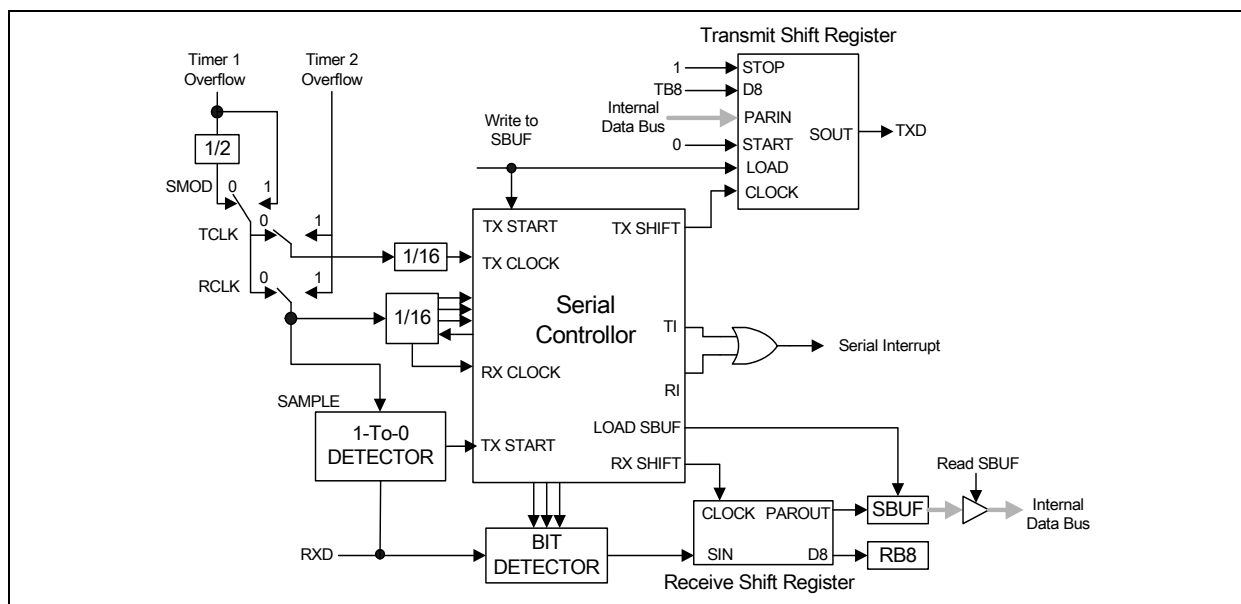 Transmit Shift Register
Timer 1
Overflow
Timer 2
Overflow
1
STOP
TB8
D8
Internal
Data Bus
PARIN
SOUT
TXD
0
START
LOAD
CLOCK
Write to
SBUF
1/2
SMOD
0
1
TCLK
0
1
RCLK
0
1
1/16
1/16
TX START
TX SHIFT
TX CLOCK
Serial
Controllor
TI
RX CLOCK
RI
Serial Interrupt
SAMPLE
1-To-0
DETECTOR
TX START
LOAD SBUF
RX SHIFT
Read SBUF
CLOCK
PAROUT
SBUF
Internal
Data Bus
RXD
BIT
DETECTOR
SIN
D8
RB8
Receive Shift Register